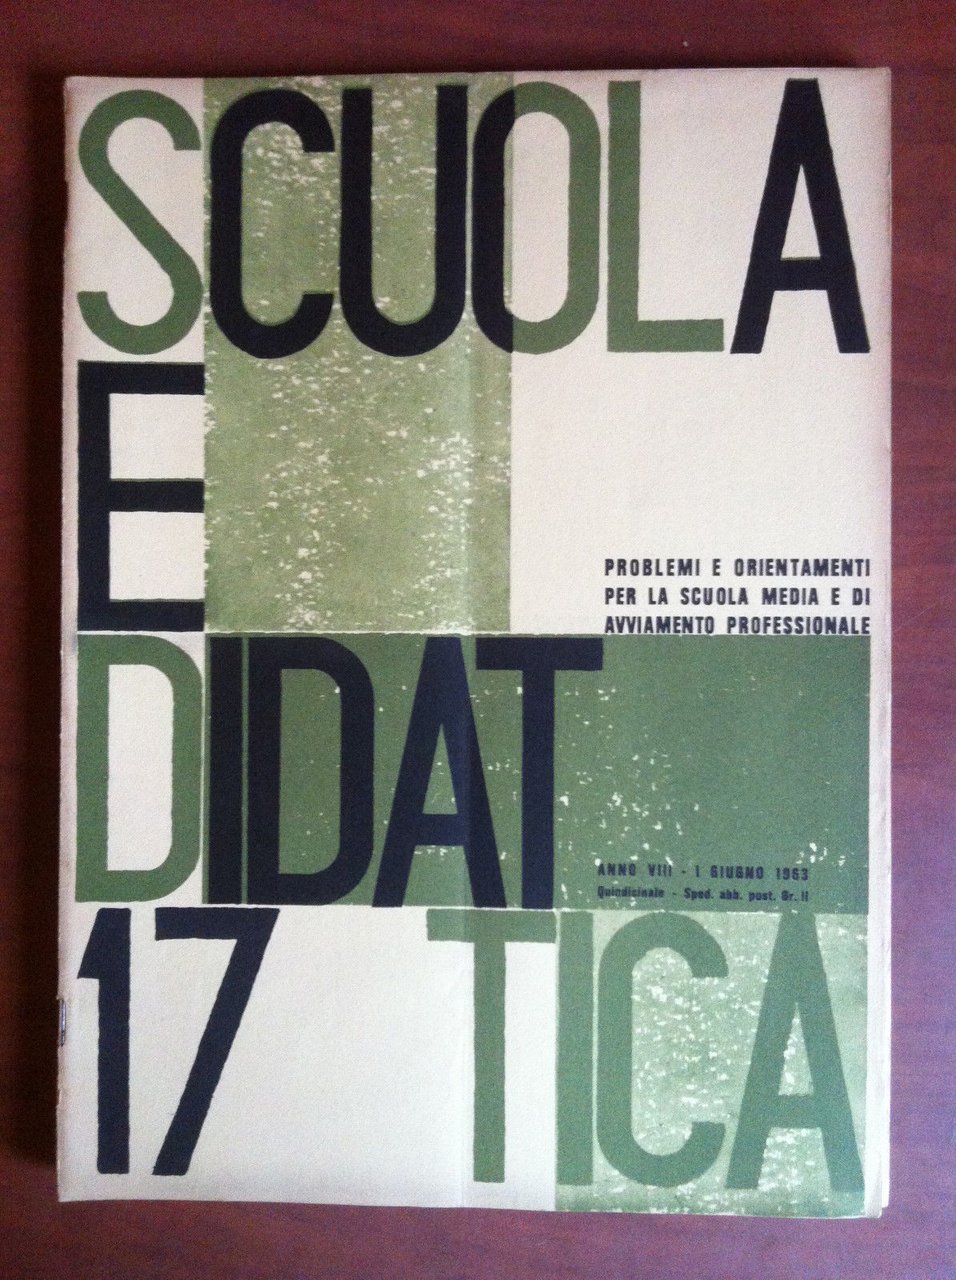 SCUOLA
E
PROBLEMI E ORIENTAMENTI
PER LA SCUOLA MEDIA E DI
AVVIAMENTO PROFESSIONALE
DIDAT
ANNO VIII - 1 GIUGNO 1963
Quindicinale - Sped. abb. post. Gr. II
17 TICA